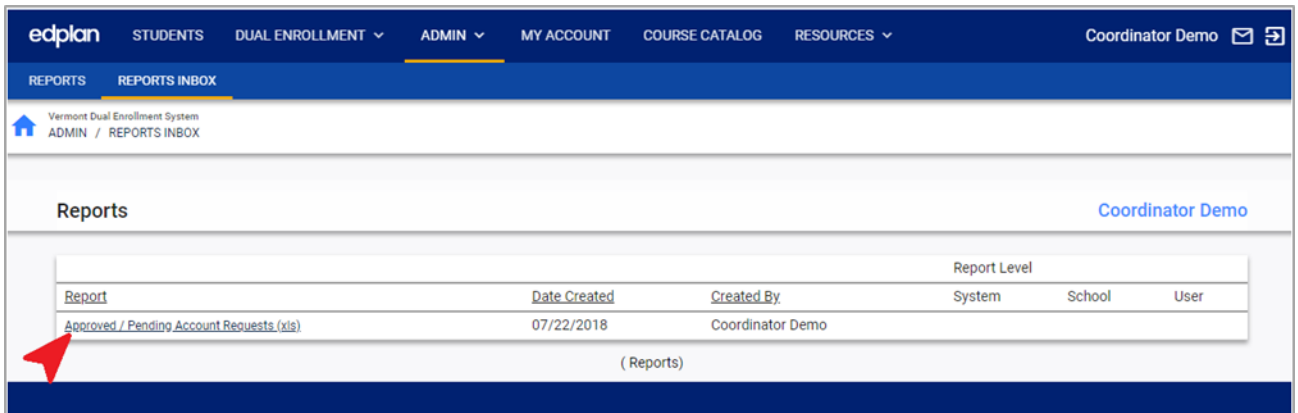 edplan STUDENTS DUAL ENROLLMENT ADMIN MY ACCOUNT COURSE CATALOG RESOURCES Coordinator Demo
REPORTS REPORTS INBOX
Vermont Dual Enrollment System
ADMIN / REPORTS INBOX
Reports Coordinator Demo
Report Level
Report Date Created Created By System School User
Approved / Pending Account Requests (xls) 07/22/2018 Coordinator Demo
( Reports)